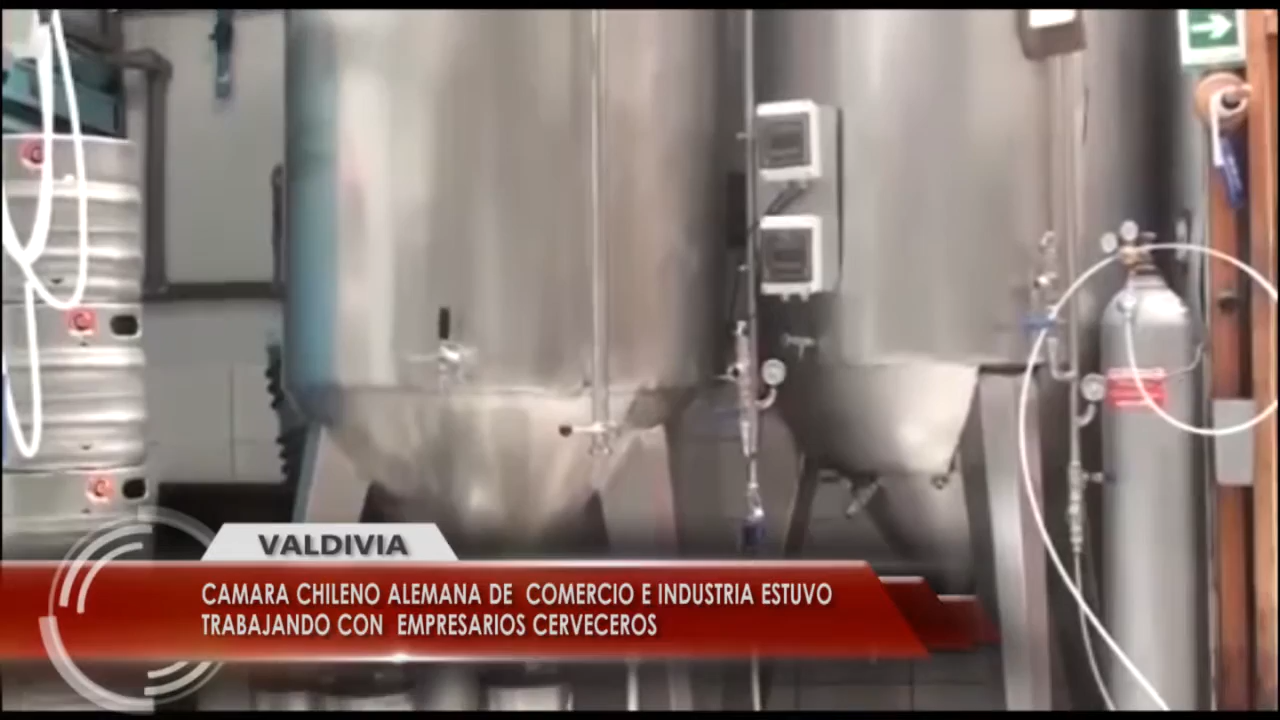 VALDIVIA
CAMARA CHILENO ALEMANA DE COMERCIO E INDUSTRIA ESTUVO
TRABAJANDO CON EMPRESARIOS CERVECEROS